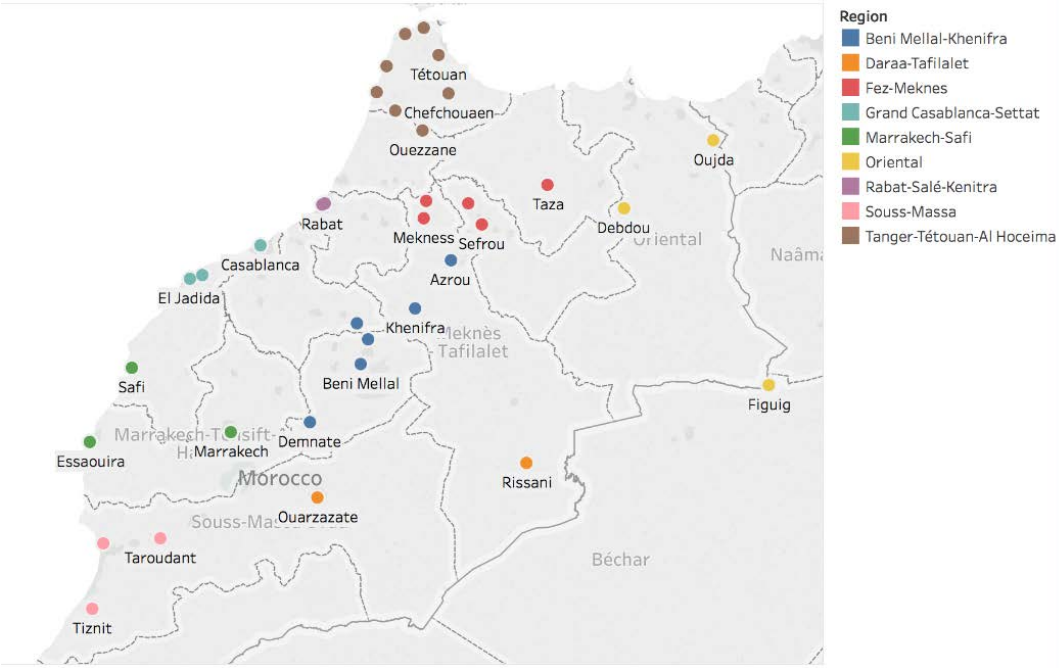 Tétouan
Chefchouaen
Ouezzane
Oujda
Taza
Debdou
Oriental
Naâma
Rabat
Mekness
Sefrou
Casablanca
Azrou
El Jadida
Khenifra
Meknès
Tafilalet
Safi
Beni Mellal
Figuig
Marrakech-Tensift-
Marrakech
Demnate
Essaouira
Rissani
Morocco
Ouarzazate
Souss-Mas
Taroudant
Béchar
Tiznit
Region
Beni Mellal-Khenifra
Daraa-Tafilalet
Fez-Meknes
Grand Casablanca-Settat
Marrakech-Safi
Oriental
Rabat-Salé-Kenitra
Souss-Massa
Tanger-Tétouan-Al Hoceima